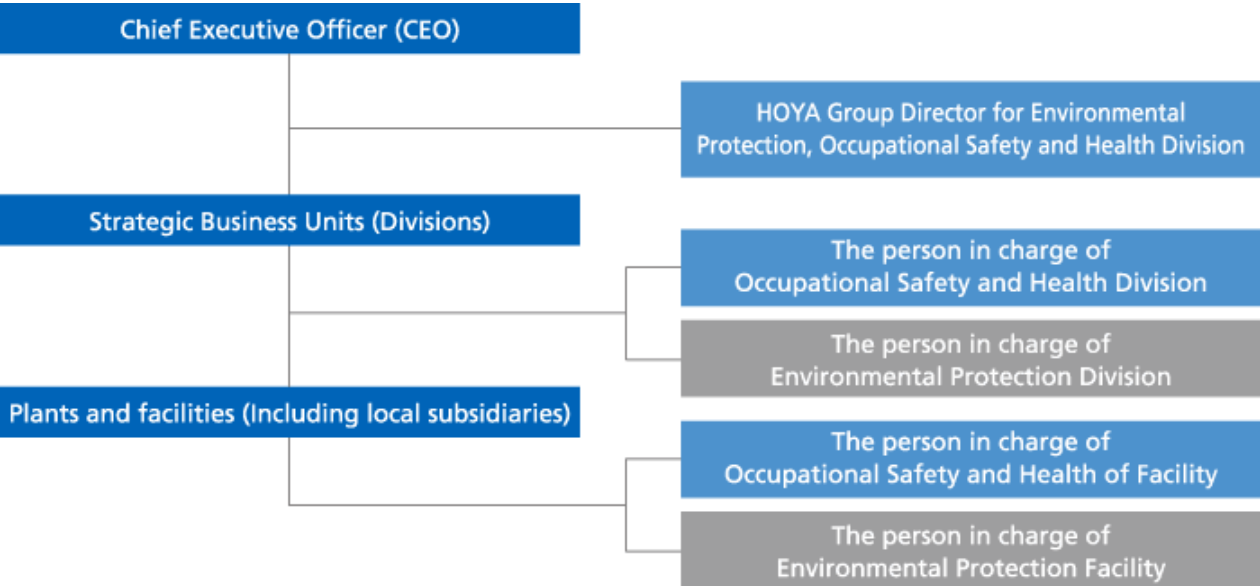 Chief Executive Officer (CEO)
HOYA Group Director for Environmental
Protection, Occupational Safety and Health Division
Strategic Business Units (Divisions)
The person in charge of
Occupational Safety and Health Division
The person in charge of
Environmental Protection Division
Plants and facilities (Including local subsidiaries)
The person in charge of
Occupational Safety and Health of Facility
The person in charge of
Environmental Protection Facility